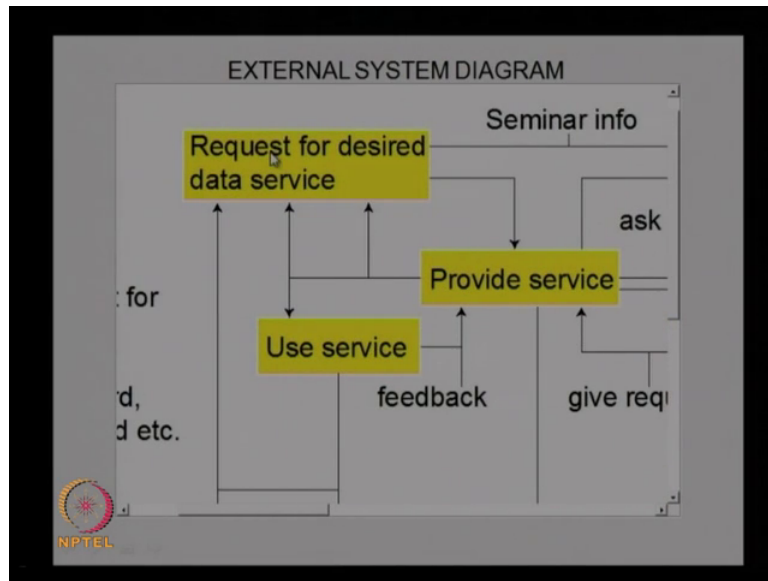 EXTERNAL SYSTEM DIAGRAM
Seminar info
Request for desired
data service
ask
Provide service
: for
Use service
feedback
give requ
rd,
d etc.
NPTEL